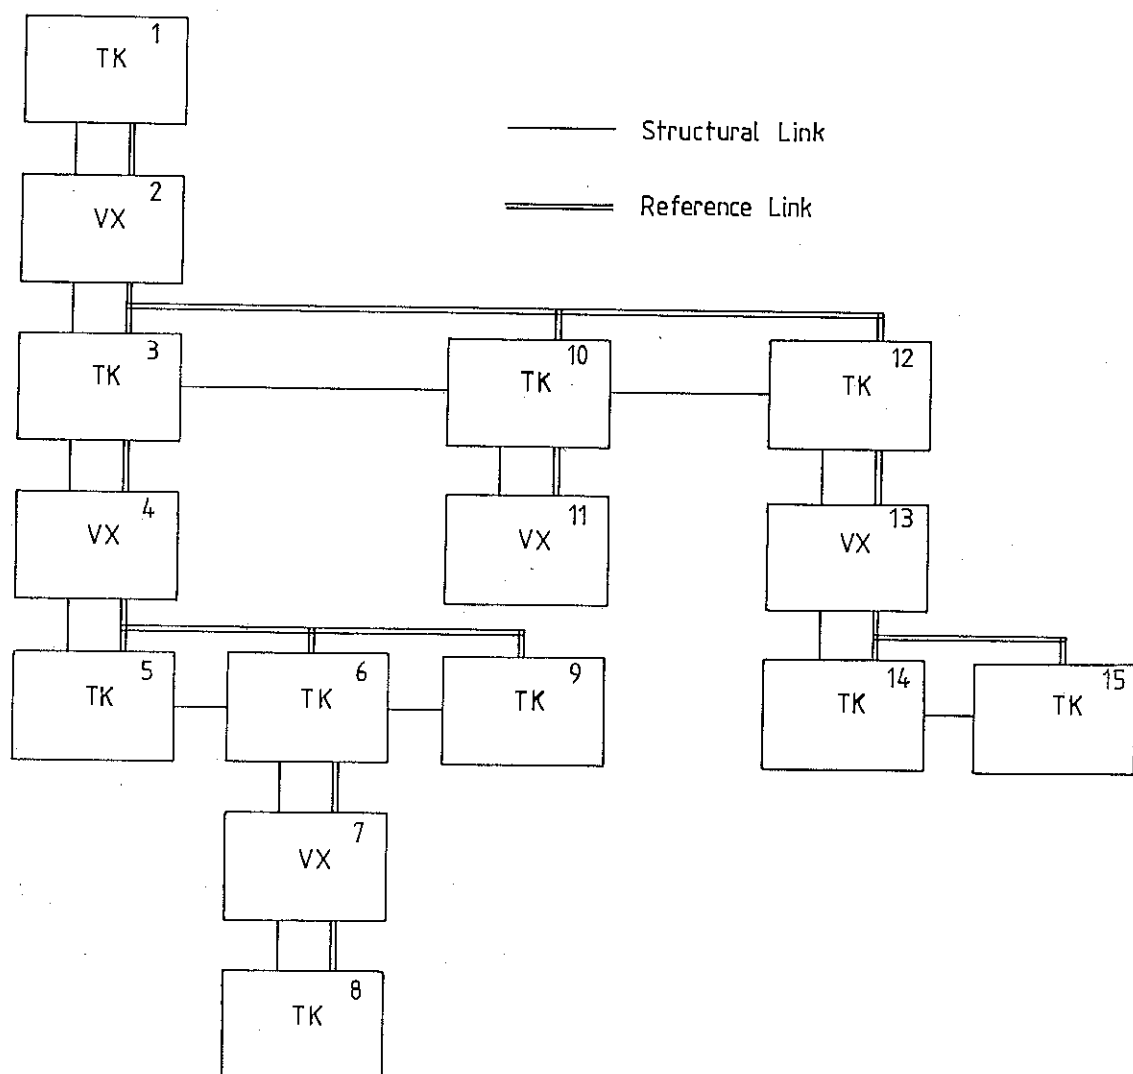 1
TK
Structural Link
2
VX
Reference Link
3
TK
10
TK
12
TK
4
VX
11
VX
13
VX
5
TK
6
TK
9
TK
14
TK
15
TK
7
VX
8
TK